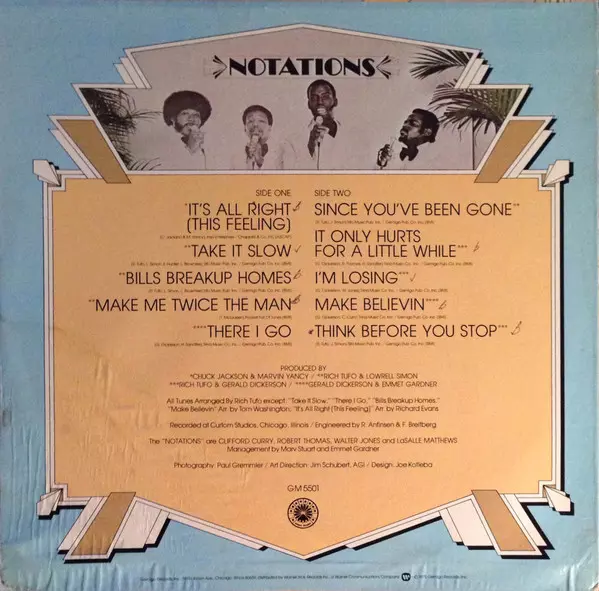 NOTATIONS
SIDE ONE
*IT'S ALL RIGHT
(THIS FEELING)
**TAKE IT SLOW
**BILLS BREAKUP HOMES
**MAKE ME TWICE THE MAN
****THERE I GO
SIDE TWO
SINCE YOU'VE BEEN GONE**
IT ONLY HURTS
FOR A LITTLE WHILE***
I'M LOSING***
MAKE BELIEVIN***
*THINK BEFORE YOU STOP***
PRODUCED BY
*CHUCK JACKSON & MARVIN YANCY / **RICH TUFO & LOWRELL SIMON
***RICH TUFO & GERALD DICKERSON / ****GERALD DICKERSON & EMMET GARDNER
All Tunes Arranged By Rich Tufo except: "Take It Slow," "There I Go," "Bills Breakup Homes,"
"Make Believin" Arr. by Tom Washington; "It's All Right (This Feeling)" Arr. by Richard Evans
Recorded at Curtom Studios, Chicago, Illinois / Engineered by R. Anfinsen & F. Breitberg
The "NOTATIONS" are CLIFFORD CURRY, ROBERT THOMAS, WALTER JONES and LaSALLE MATTHEWS
Management by Marv Stuart and Emmet Gardner
Photography: Paul Gremmler / Art Direction: Jim Schubert, AGI / Design: Joe Kotleba
GM 5501